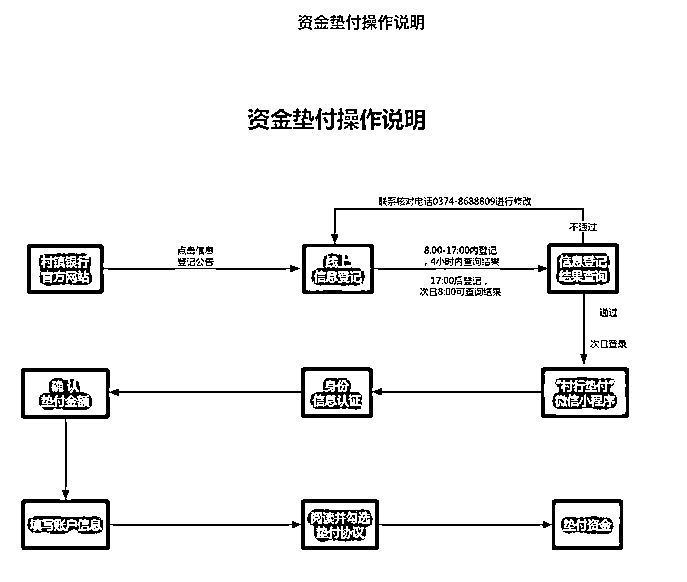 资金垫付操作说明
资金垫付操作说明
联系核对电话0374-8688809进行修改
不通过
村镇银行
官方网站
点击信息
登记公告
线上
信息登记
8:00-17:00内登记
，4小时内查询结果
17:00后登记，
次日8:00可查询结果
信息登记
结果查询
通过
次日登录
确认
垫付金额
身份
信息认证
“村行垫付”
微信小程序
填写账户信息
阅读并勾选
垫付协议
垫付资金